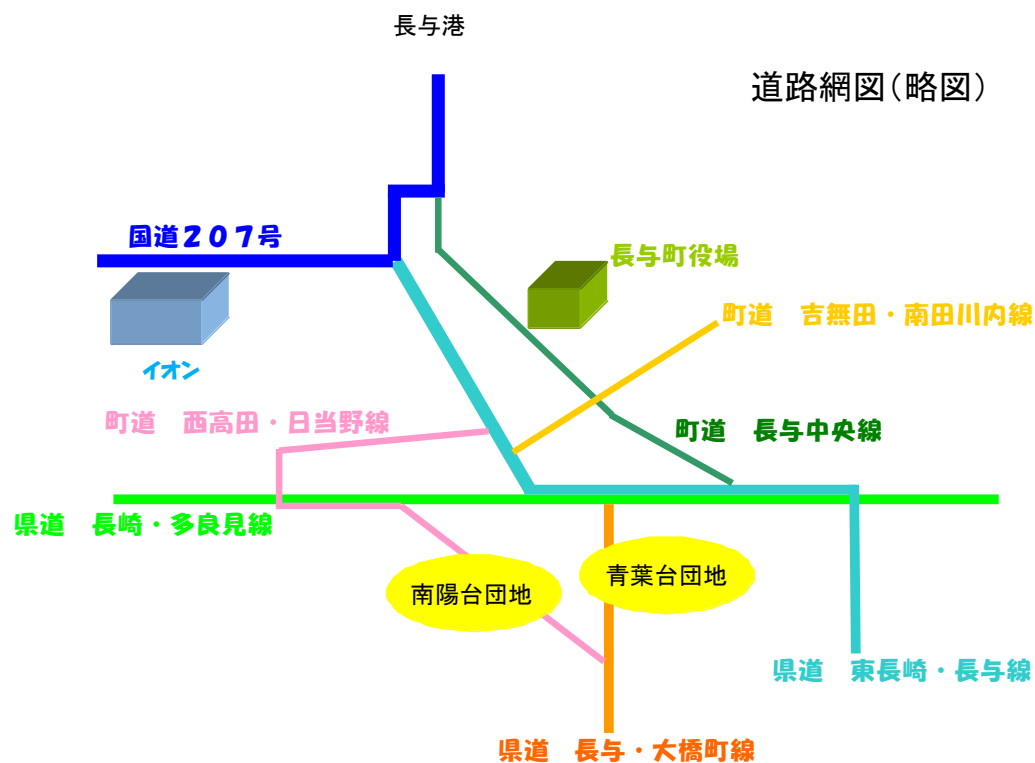 長与港
道路網図（略図）
国道２０７号
長与町役場
町道　吉無田・南田川内線
イオン
町道　西高田・日当野線
町道　長与中央線
県道　長崎・多良見線
南陽台団地
青葉台団地
県道　東長崎・長与線
県道　長与・大橋町線